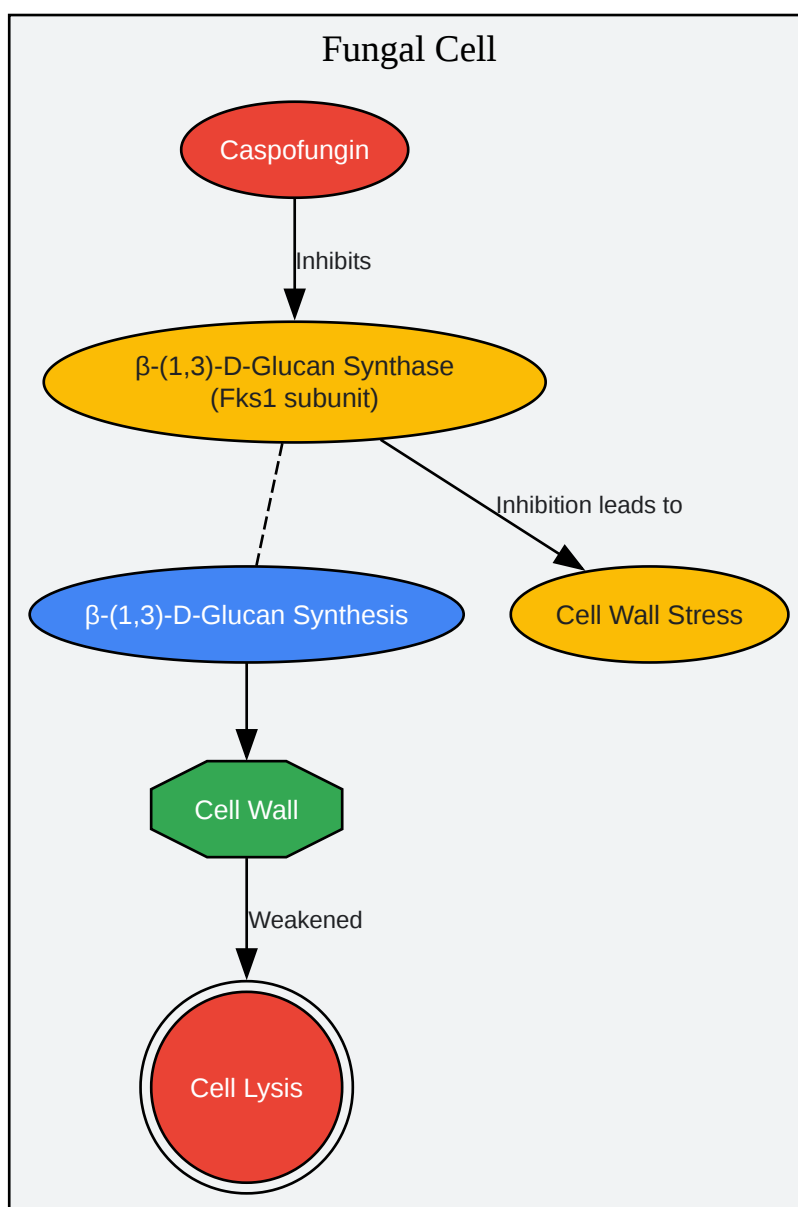 Fungal Cell
Caspofungin
Inhibits
β-(1,3)-D-Glucan Synthase
(Fks1 subunit)
Inhibition leads to
β-(1,3)-D-Glucan Synthesis
Cell Wall Stress
Cell Wall
Weakened
Cell Lysis